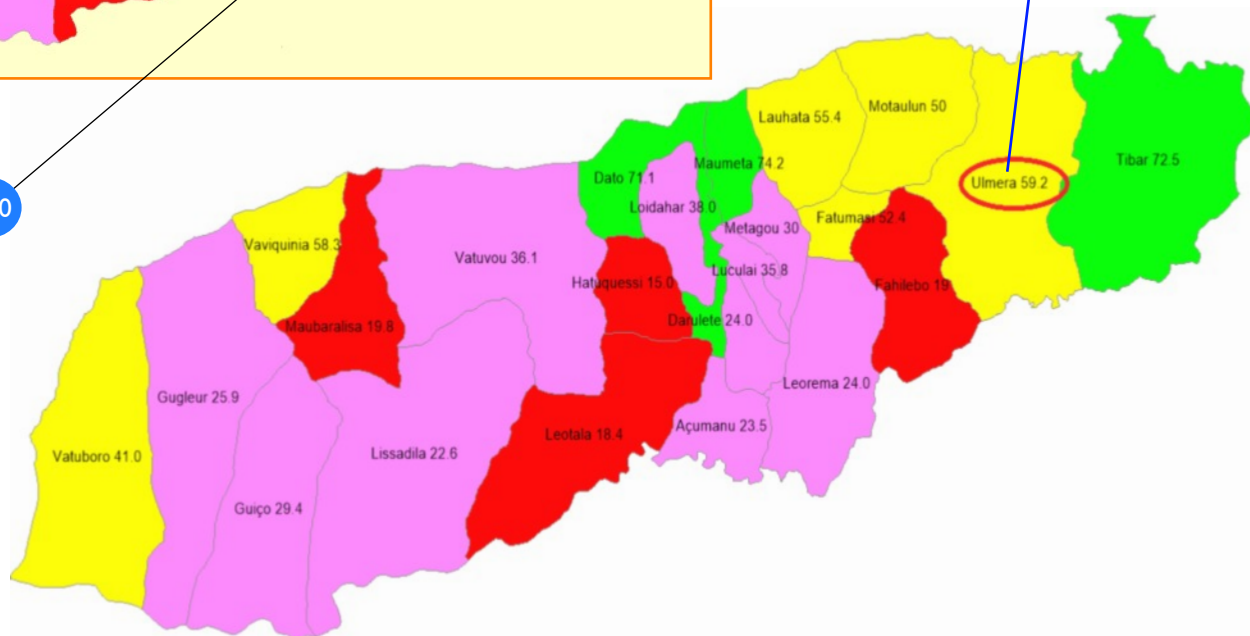 Lauhata 55.4
Motaulun 50
Tibar 72.5
Maumeta 74.2
Dato 71.1
Ulmera 59.2
Loidahar 38.0
Fatumasi 52.4
Metagou 30
Vaviquinia 58.3
Vatuvou 36.1
Luculai 35.8
Hatuquessi 15.0
Fahilebo 19
Maubaralisa 19.8
Darulete 24.0
Leorema 24.0
Gugleur 25.9
Açumanu 23.5
Leotala 18.4
Lissadila 22.6
Vatuboro 41.0
Guiço 29.4